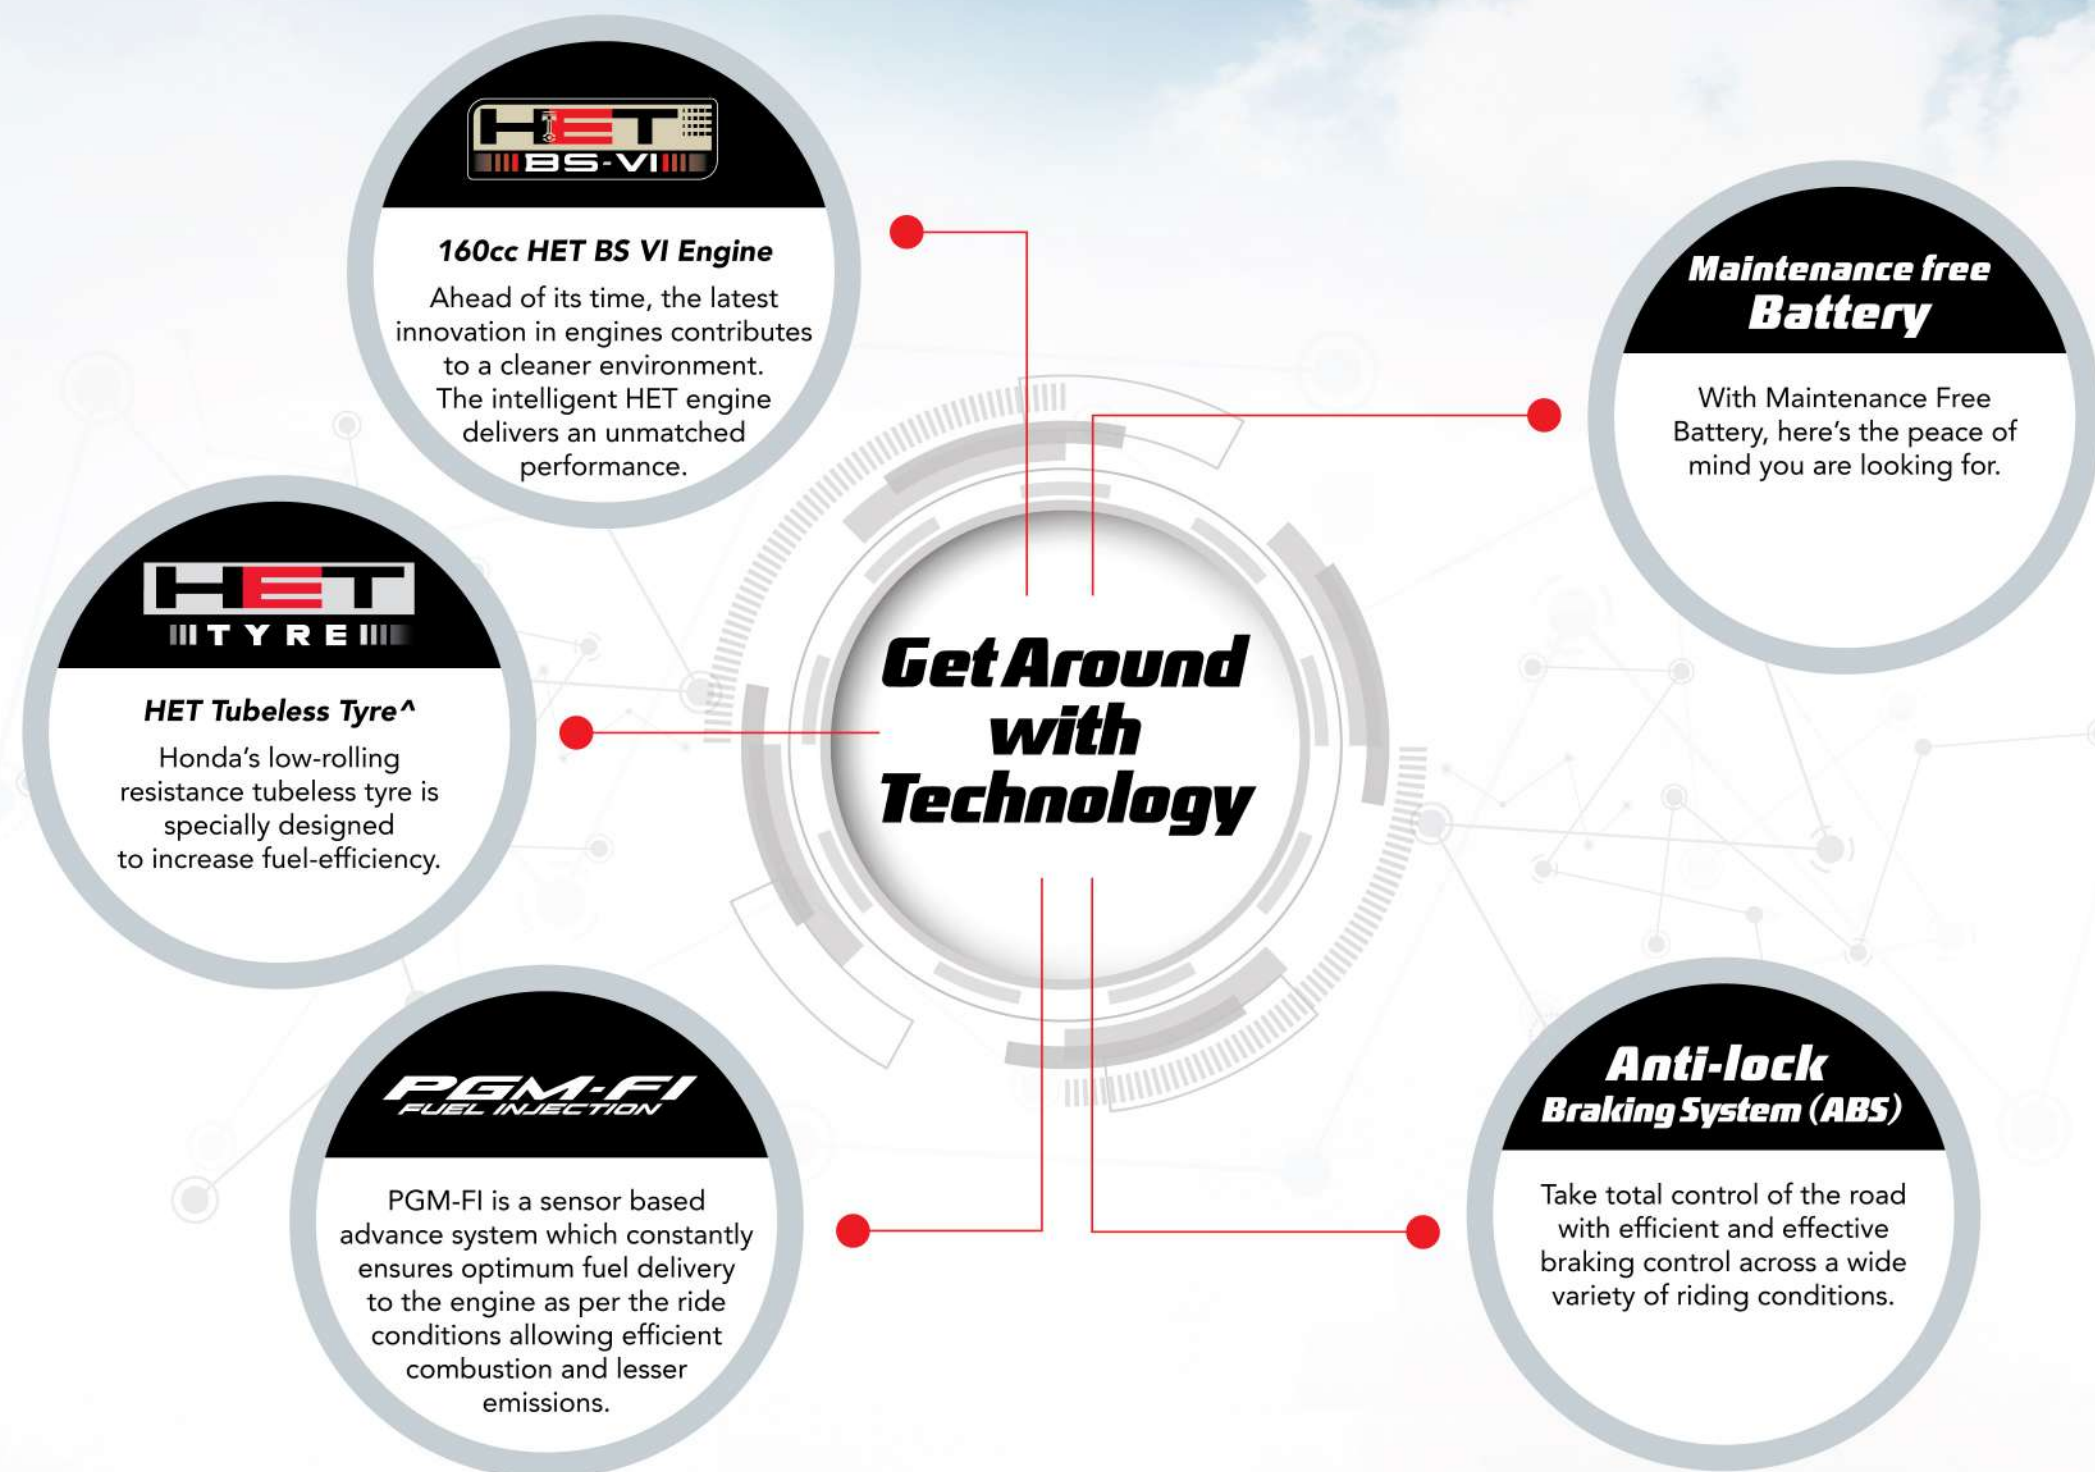 HET
BS-VI
160cc HET BS VI Engine
Ahead of its time, the latest
innovation in engines contributes
to a cleaner environment.
The intelligent HET engine
delivers an unmatched
performance.
Maintenance free
Battery
With Maintenance Free
Battery, here's the peace of
mind you are looking for.
HET
TYRE
HET Tubeless Tyre^
Honda's low-rolling
resistance tubeless tyre is
specially designed
to increase fuel-efficiency.
Get Around
with
Technology
PGM-FI
FUEL INJECTION
PGM-FI is a sensor based
advance system which constantly
ensures optimum fuel delivery
to the engine as per the ride
conditions allowing efficient
combustion and lesser
emissions.
Anti-lock
Braking System (ABS)
Take total control of the road
with efficient and effective
braking control across a wide
variety of riding conditions.